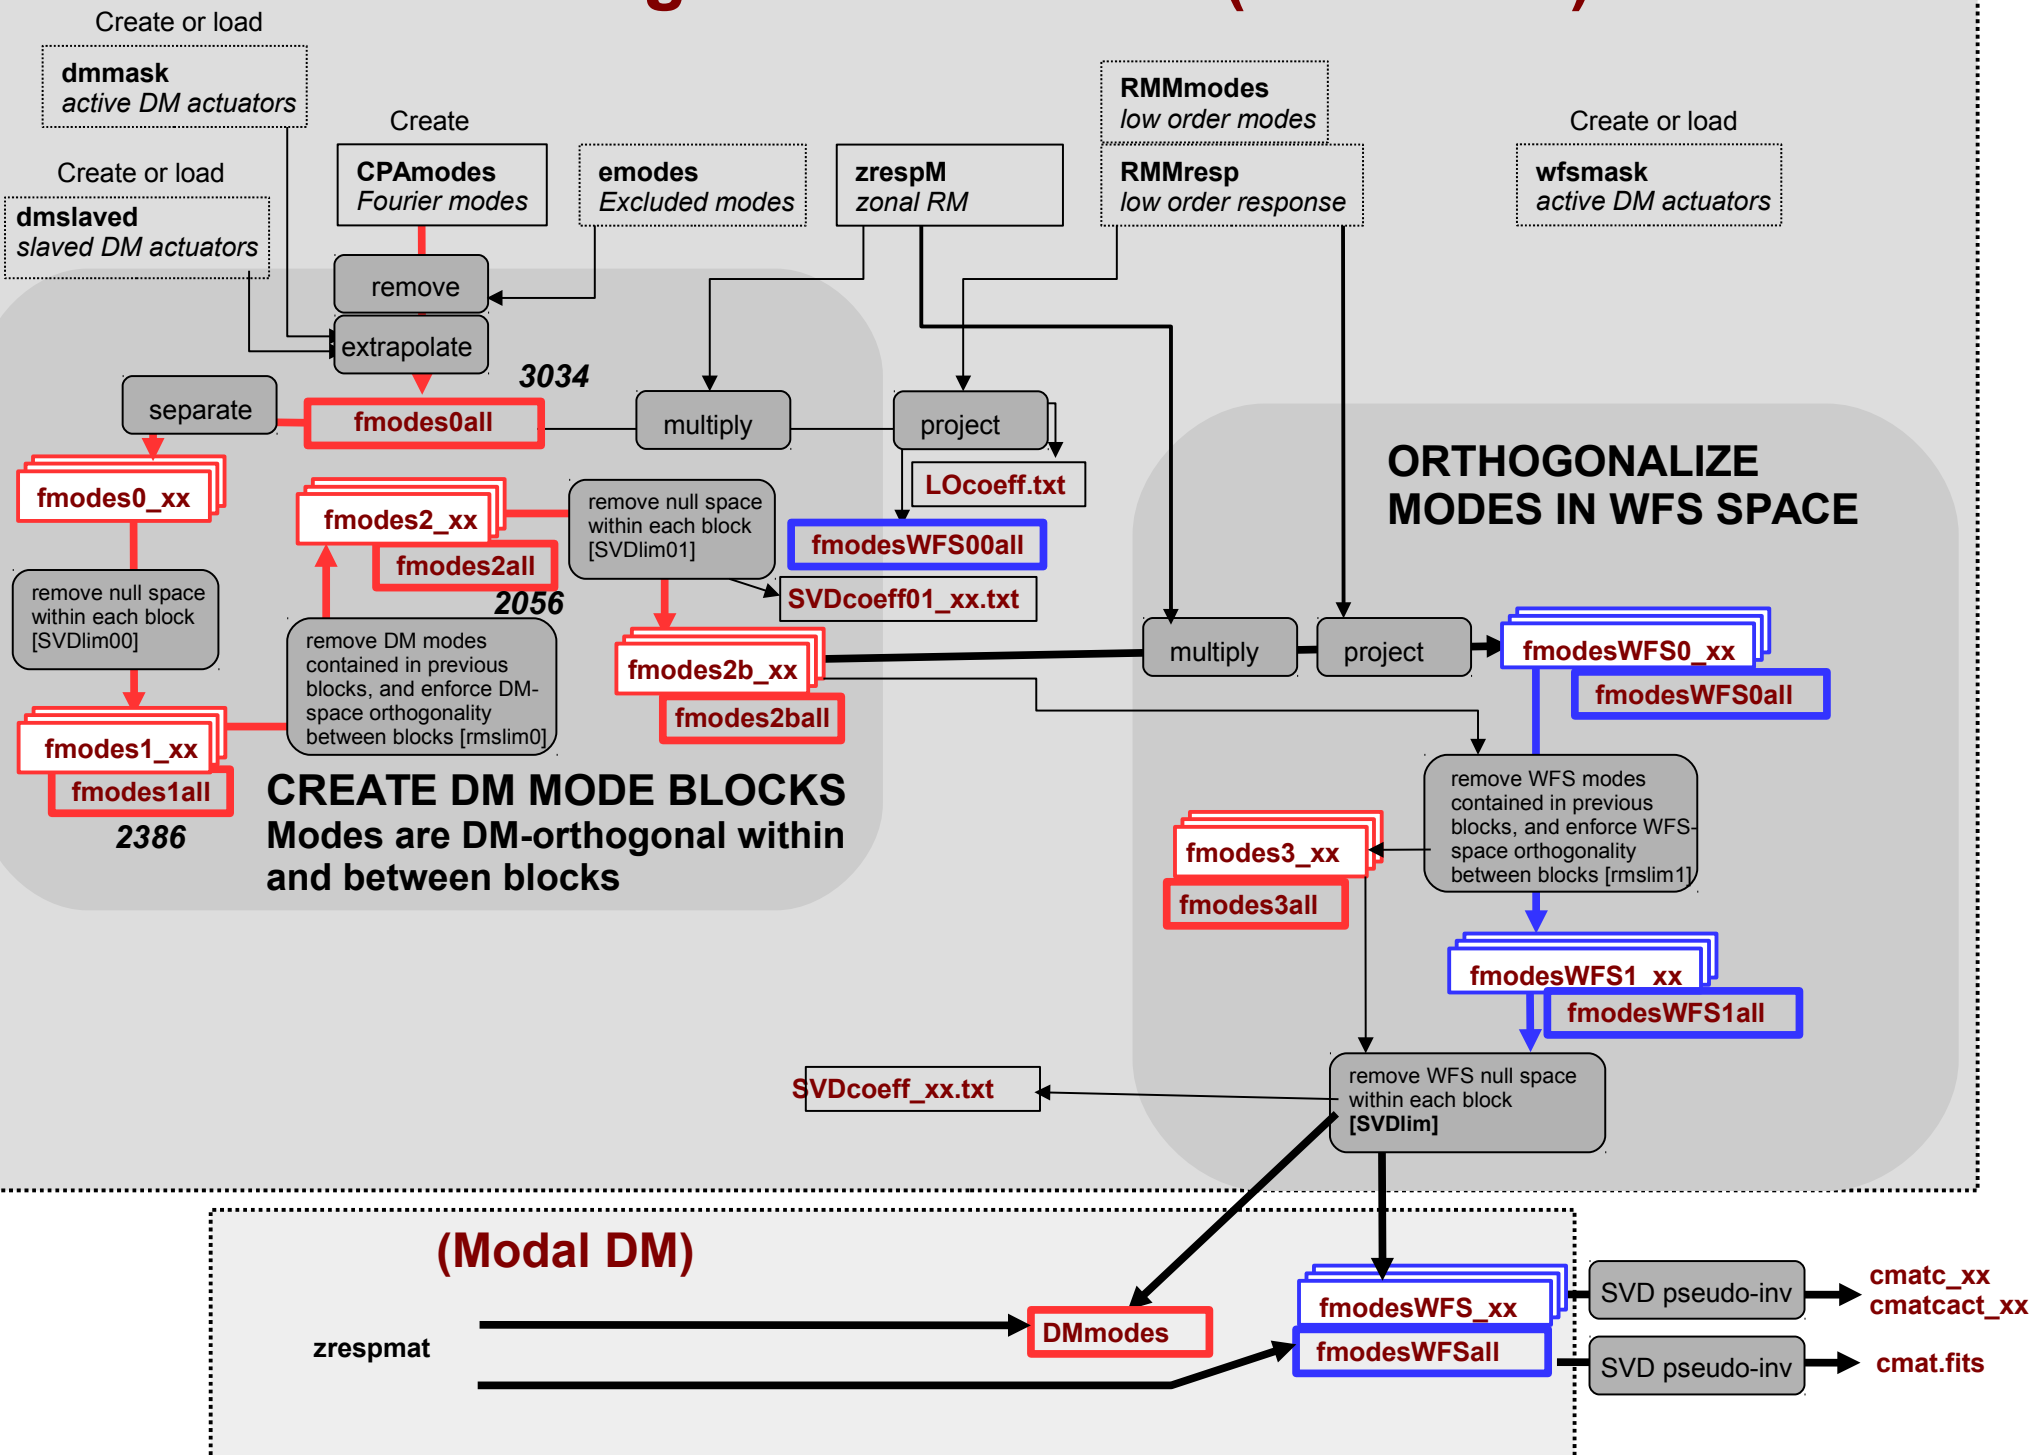 Create or load
dmmask
active DM actuators
Create or load
dmslaved
slaved DM actuators
Create
CPAmodes
Fourier modes
emodes
Excluded modes
zrespM
zonal RM
RMMmodes
low order modes
RMMresp
low order response
Create or load
wfsmask
active DM actuators
remove
extrapolate
3034
separate
fmodes0all
multiply
project
LOcoeff.txt
fmodes0_xx
fmodes2_xx
fmodes2all
2056
remove null space
within each block
[SVDlim01]
fmodesWFS00all
SVDcoeff01_xx.txt
remove null space
within each block
[SVDlim00]
remove DM modes
contained in previous
blocks, and enforce DM-
space orthogonality
between blocks [rmslim0]
fmodes2b_xx
fmodes2ball
fmodes1_xx
fmodes1all
2386
CREATE DM MODE BLOCKS
Modes are DM-orthogonal within
and between blocks
ORTHOGONALIZE
MODES IN WFS SPACE
multiply
project
fmodesWFS0_xx
fmodesWFS0all
remove WFS modes
contained in previous
blocks, and enforce WFS-
space orthogonality
between blocks [rmslim1]
fmodes3_xx
fmodes3all
fmodesWFS1_xx
fmodesWFS1all
SVDcoeff_xx.txt
remove WFS null space
within each block
[SVDlim]
(Modal DM)
zrespmat
DMmodes
fmodesWFS_xx
fmodesWFSall
SVD pseudo-inv
cmatc_xx
cmatcact_xx
SVD pseudo-inv
cmat.fits